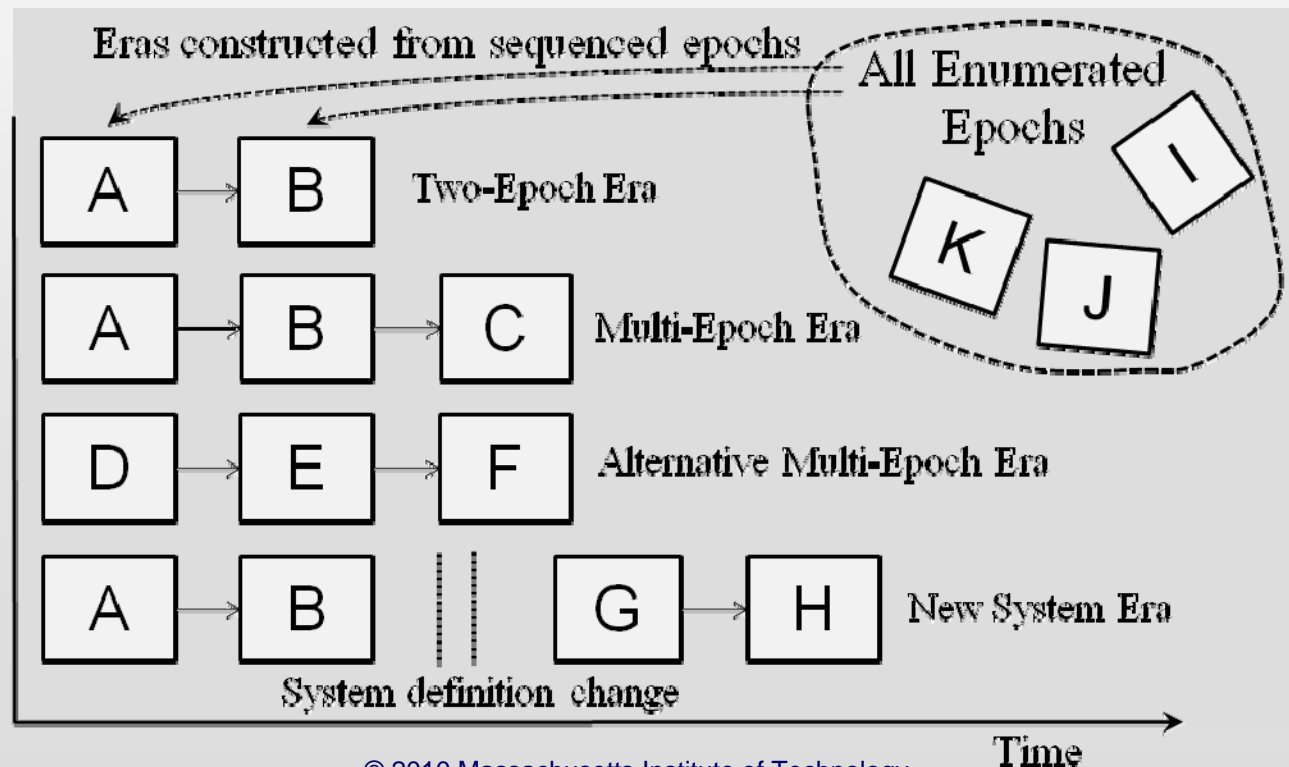 Eras constructed from sequenced epochs
All Enumerated
Epochs
I
K
J
A
B
Two-Epoch Era
A
B
C
Multi-Epoch Era
D
E
F
Alternative Multi-Epoch Era
A
B
G
H
New System Era
System definition change
Time
© 2010 Massachusetts Institute of Technology